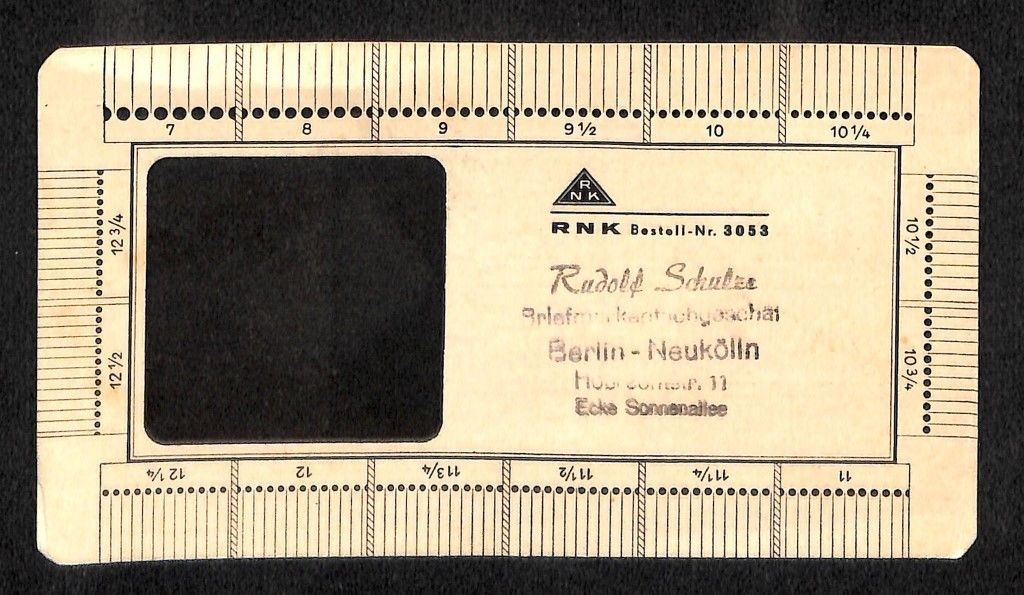 7 8 9 9 1/2 10 10 1/4
12 3/4
12 1/2
RNK
RNK Bestell-Nr. 3053
Rudolf Schulze
Berlin - Neukölln
11
Ecke Sonnenallee
10 1/2
10 3/4
12 1/4 12 11 3/4 11 1/2 11 1/4 11